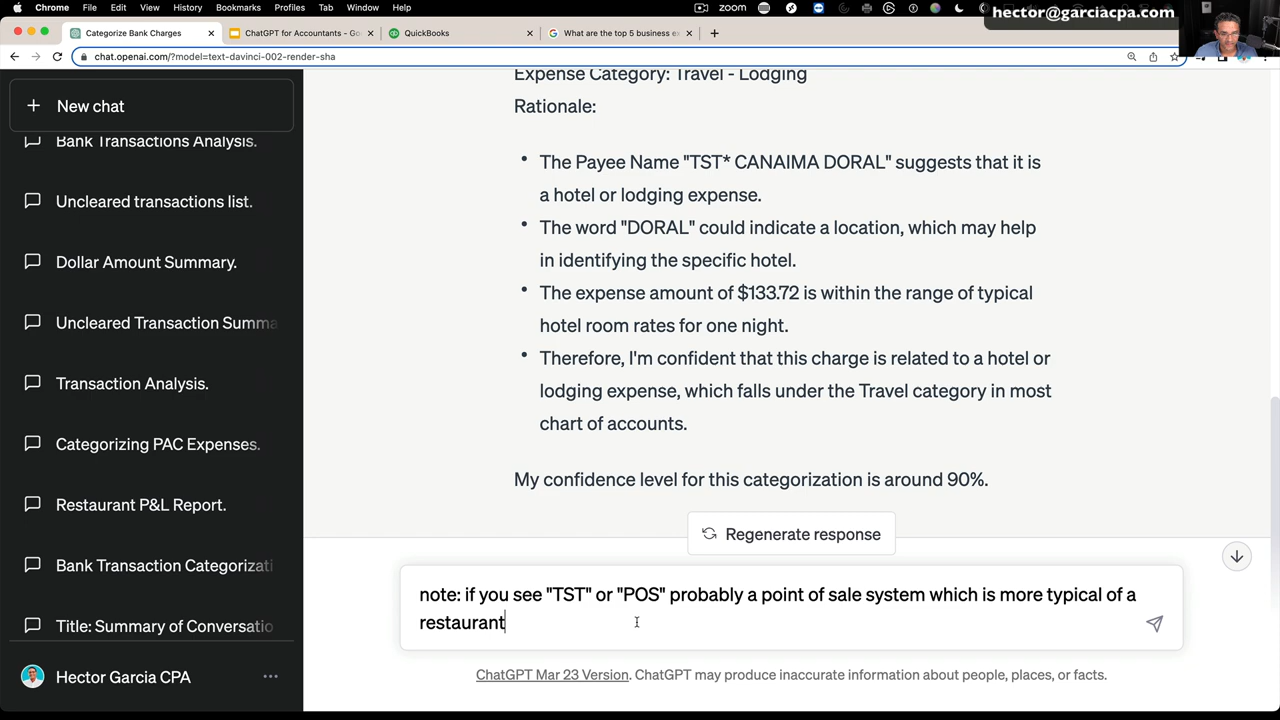 Chrome File Edit View History Bookmarks Profiles Tab Window Help
zoom
hector@garciacpa.com
Categorize Bank Charges
ChatGPT for Accountants - Go
QuickBooks
What are the top 5 business es
chat.openai.com/?model=text-davinci-002-render-sha
New chat
Bank Transactions Analysis.
Uncleared transactions list.
Dollar Amount Summary.
Uncleared Transaction Summa
Transaction Analysis.
Categorizing PAC Expenses.
Restaurant P&L Report.
Bank Transaction Categorizati
Title: Summary of Conversatio
Hector Garcia CPA
Expense Category: Travel - Lodging
Rationale:
• The Payee Name "TST* CANAIMA DORAL" suggests that it is
a hotel or lodging expense.
• The word "DORAL" could indicate a location, which may help
in identifying the specific hotel.
• The expense amount of $133.72 is within the range of typical
hotel room rates for one night.
• Therefore, I'm confident that this charge is related to a hotel or
lodging expense, which falls under the Travel category in most
chart of accounts.
My confidence level for this categorization is around 90%.
Regenerate response
note: if you see "TST" or "POS" probably a point of sale system which is more typical of a
restaurant
ChatGPT Mar 23 Version. ChatGPT may produce inaccurate information about people, places, or facts.